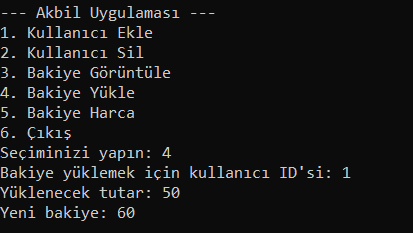 --- Akbil Uygulaması ---
1. Kullanıcı Ekle
2. Kullanıcı Sil
3. Bakiye Görüntüle
4. Bakiye Yükle
5. Bakiye Harca
6. Çıkış
Seçiminizi yapın: 4
Bakiye yüklemek için kullanıcı ID'si: 1
Yüklenecek tutar: 50
Yeni bakiye: 60